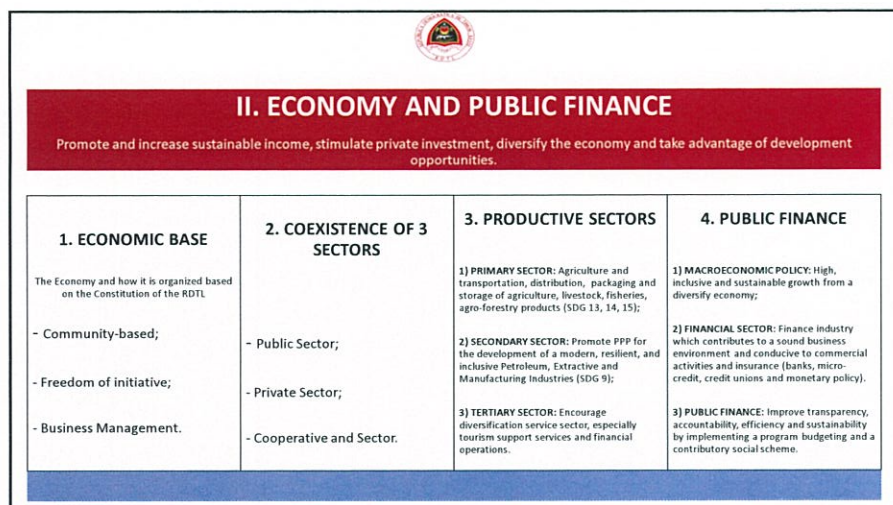 R D T L
II. ECONOMY AND PUBLIC FINANCE
Promote and increase sustainable income, stimulate private investment, diversify the economy and take advantage of development
opportunities.
1. ECONOMIC BASE
The Economy and how it is organized based
on the Constitution of the RDTL
- Community-based;
- Freedom of initiative;
- Business Management.
2. COEXISTENCE OF 3
SECTORS
- Public Sector;
- Private Sector;
- Cooperative and Sector.
3. PRODUCTIVE SECTORS
1) PRIMARY SECTOR: Agriculture and
transportation, distribution, packaging and
storage of agriculture, livestock, fisheries,
agro-forestry products (SDG 13, 14, 15);
2) SECONDARY SECTOR: Promote PPP for
the development of a modern, resilient, and
inclusive Petroleum, Extractive and
Manufacturing Industries (SDG 9);
3) TERTIARY SECTOR: Encourage
diversification service sector, especially
tourism support services and financial
operations.
4. PUBLIC FINANCE
1) MACROECONOMIC POLICY: High,
inclusive and sustainable growth from a
diversify economy;
2) FINANCIAL SECTOR: Finance industry
which contributes to a sound business
environment and conducive to commercial
activities and insurance (banks, micro-
credit, credit unions and monetary policy).
3) PUBLIC FINANCE: Improve transparency,
accountability, efficiency and sustainability
by implementing a program budgeting and a
contributory social scheme.